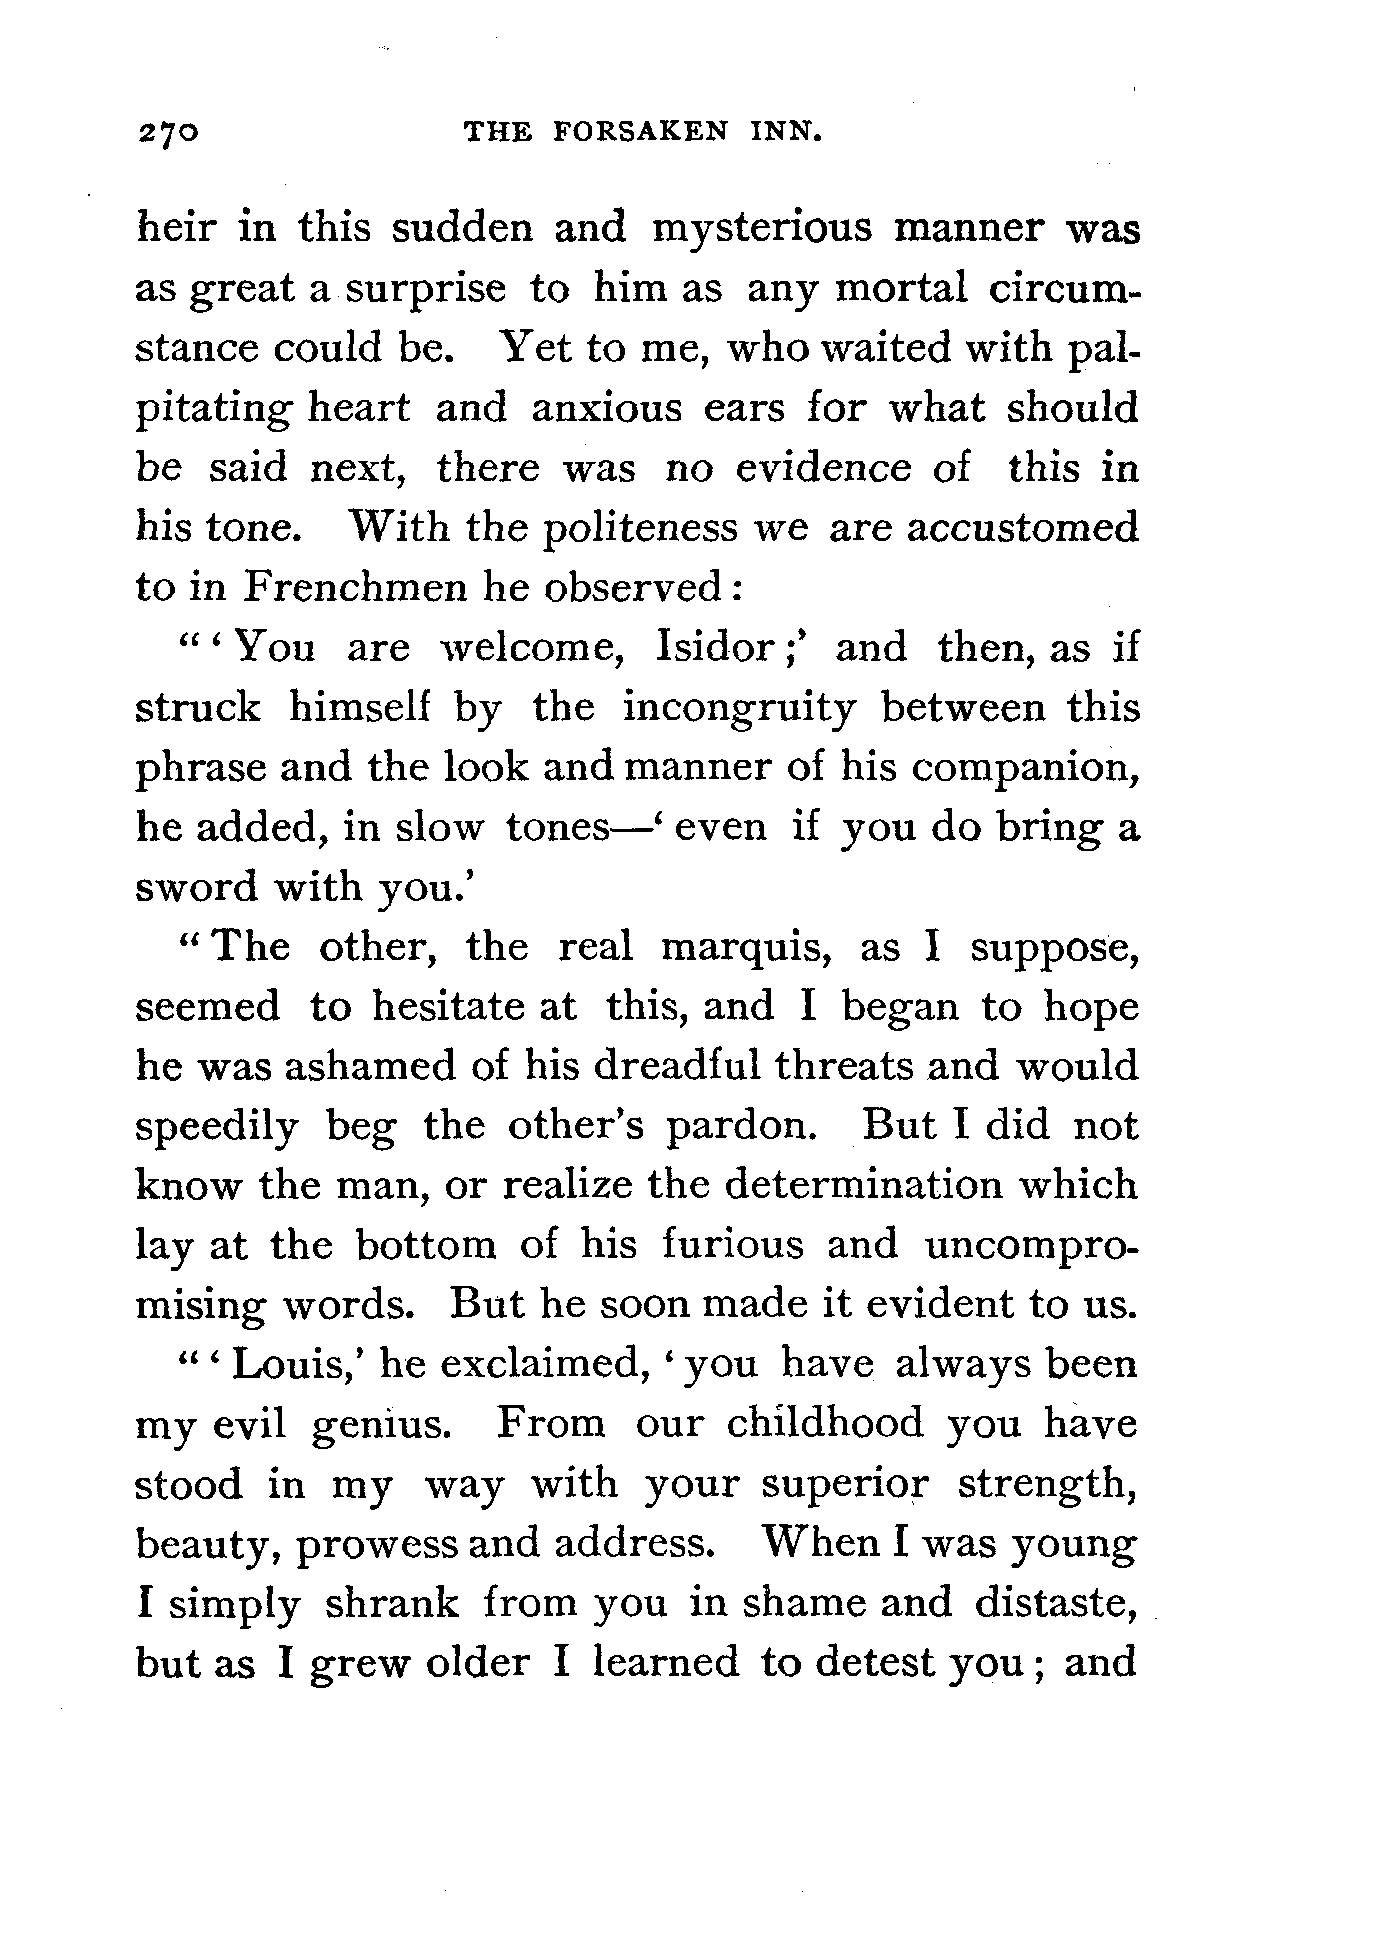 270 THE FORSAKEN INN.
heir in this sudden and mysterious manner was
as great a surprise to him as any mortal circum-
stance could be. Yet to me, who waited with pal-
pitating heart and anxious ears for what should
be said next, there was no evidence of this in
his tone. With the politeness we are accustomed
to in Frenchmen he observed :
" ' You are welcome, Isidor ;' and then, as if
struck himself by the incongruity between this
phrase and the look and manner of his companion,
he added, in slow tones—' even if you do bring a
sword with you.'
" The other, the real marquis, as I suppose,
seemed to hesitate at this, and I began to hope
he was ashamed of his dreadful threats and would
speedily beg the other's pardon. But I did not
know the man, or realize the determination which
lay at the bottom of his furious and uncompro-
mising words. But he soon made it evident to us.
" ' Louis,' he exclaimed, ' you have always been
my evil genius. From our childhood you have
stood in my way with your superior strength,
beauty, prowess and address. When I was young
I simply shrank from you in shame and distaste,
but as I grew older I learned to detest you ; and